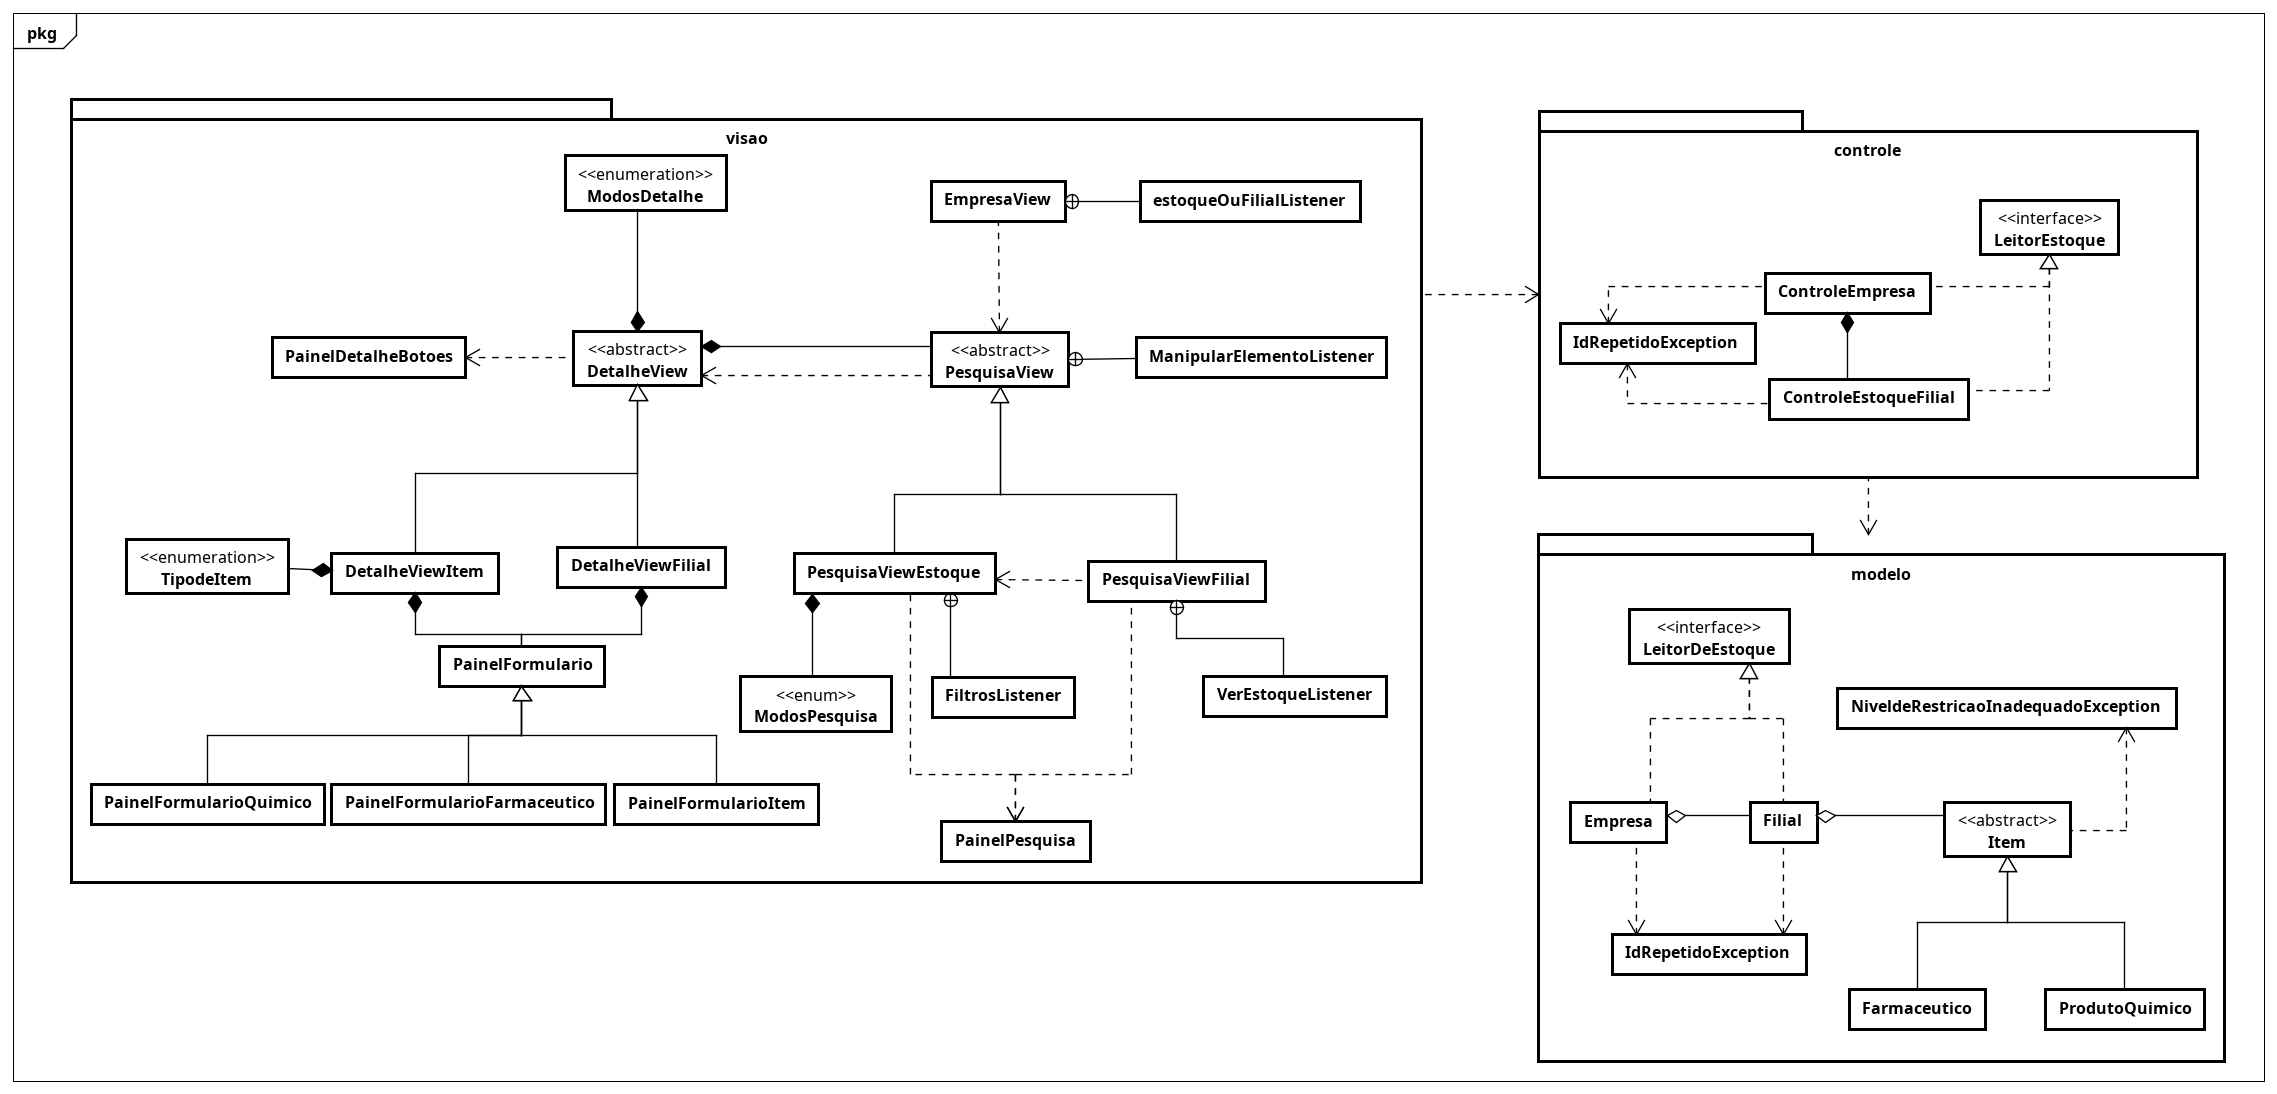 pkg
visao
<<enumeration>>
ModosDetalhe
EmpresaView
estoqueOuFilialListener
PainelDetalheBotoes
<<abstract>>
DetalheView
<<abstract>>
PesquisaView
ManipularElementoListener
<<enumeration>>
TipodeItem
DetalheViewItem
DetalheViewFilial
PesquisaViewEstoque
PesquisaViewFilial
PainelFormulario
<<enum>>
ModosPesquisa
FiltrosListener
VerEstoqueListener
PainelFormularioQuimico
PainelFormularioFarmaceutico
PainelFormularioItem
PainelPesquisa
controle
<<interface>>
LeitorEstoque
ControleEmpresa
IdRepetidoException
ControleEstoqueFilial
modelo
<<interface>>
LeitorDeEstoque
NiveldeRestricaoInadequadoException
Empresa
Filial
<<abstract>>
Item
IdRepetidoException
Farmaceutico
ProdutoQuimico